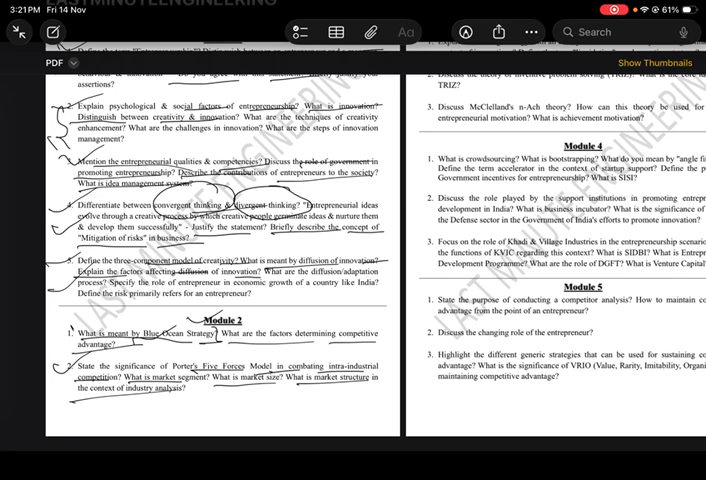 LASTMINUTEENGINEERING
3:21PM Fri 14 Nov
61%
Aa
Search
PDF
Show Thumbnails
assertions?
2. Explain psychological & social factors of entrepreneurship? What is innovation?
Distinguish between creativity & innovation? What are the techniques of creativity
enhancement? What are the challenges in innovation? What are the steps of innovation
management?
3. Mention the entrepreneurial qualities & competencies? Discuss the role of government in
promoting entrepreneurship? Describe the contributions of entrepreneurs to the society?
What is idea management system?
4. Differentiate between convergent thinking & divergent thinking? "Entrepreneurial ideas
evolve through a creative process by which creative people germinate ideas & nurture them
& develop them successfully" - Justify the statement? Briefly describe the concept of
"Mitigation of risks" in business?
5. Define the three-component model of creativity? What is meant by diffusion of innovation?
Explain the factors affecting diffusion of innovation? What are the diffusion/adaptation
process? Specify the role of entrepreneur in economic growth of a country like India?
Define the risk primarily refers for an entrepreneur?
Module 2
1. What is meant by Blue Ocean Strategy? What are the factors determining competitive
advantage?
2. State the significance of Porter's Five Forces Model in combating intra-industrial
competition? What is market segment? What is market size? What is market structure in
the context of industry analysis?
TRIZ?
3. Discuss McClelland's n-Ach theory? How can this theory be used for
entrepreneurial motivation? What is achievement motivation?
Module 4
1. What is crowdsourcing? What is bootstrapping? What do you mean by "angle fi
Define the term accelerator in the context of startup support? Define the p
Government incentives for entrepreneurship? What is SISI?
2. Discuss the role played by the support institutions in promoting entrepr
development in India? What is business incubator? What is the significance of
the Defense sector in the Government of India's efforts to promote innovation?
3. Focus on the role of Khadi & Village Industries in the entrepreneurship scenario
the functions of KVIC regarding this context? What is SIDBI? What is Entrep
Development Programme? What are the role of DGFT? What is Venture Capital
Module 5
1. State the purpose of conducting a competitor analysis? How to maintain co
advantage from the point of an entrepreneur?
2. Discuss the changing role of the entrepreneur?
3. Highlight the different generic strategies that can be used for sustaining co
advantage? What is the significance of VRIO (Value, Rarity, Imitability, Organi
maintaining competitive advantage?
LASTMINUTEENGINEERING
LASTMINUTEENGINEERING